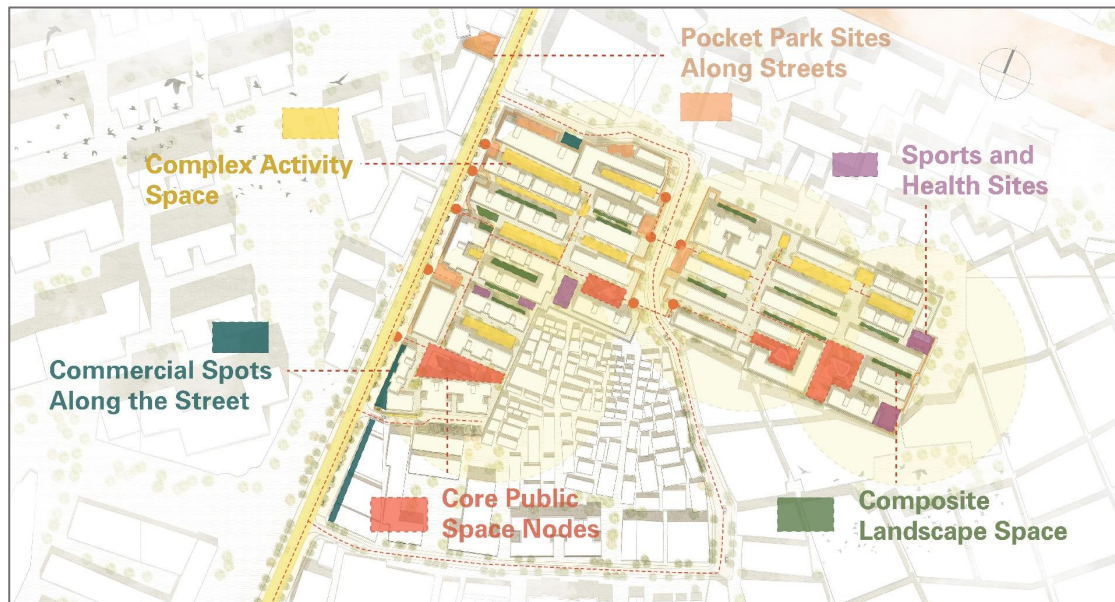 Pocket Park Sites
Along Streets
Complex Activity
Space
Sports and
Health Sites
Commercial Spots
Along the Street
Core Public
Space Nodes
Composite
Landscape Space